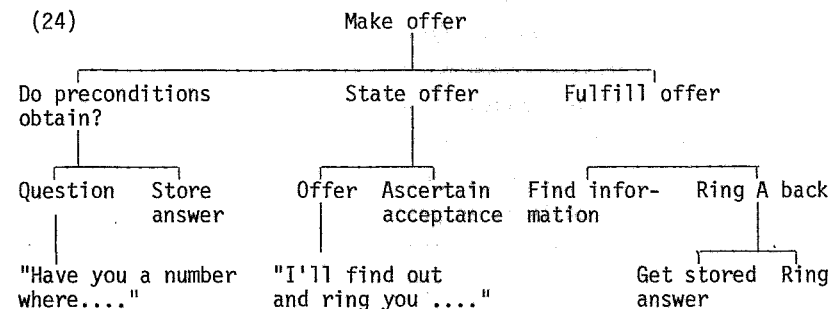 (24) Make offer
Do preconditions State offer Fulfill offer
obtain?
Question Store Offer Ascertain Find infor- Ring A back
answer acceptance mation
"Have you a number "I'll find out Get stored Ring
where...." and ring you ...." answer